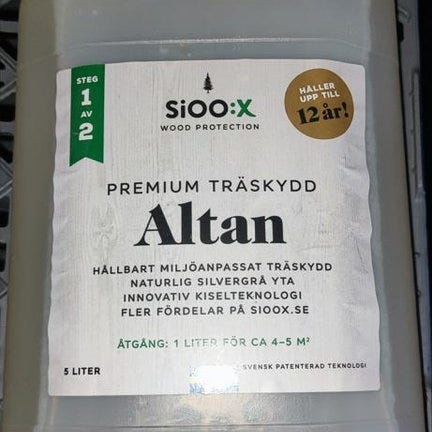 STEG
1
AV
2
SiOO:X
WOOD PROTECTION
HÅLLER
UPP TILL
12 år!
PREMIUM TRÄSKYDD
Altan
HÅLLBART MILJÖANPASSAT TRÄSKYDD
NATURLIG SILVERGRÅ YTA
INNOVATIV KISELTEKNOLOGI
FLER FÖRDELAR PÅ SIOOX.SE
ÅTGÅNG: 1 LITER FÖR CA 4–5 M²
5 LITER
SVENSK PATENTERAD TEKNOLOGI